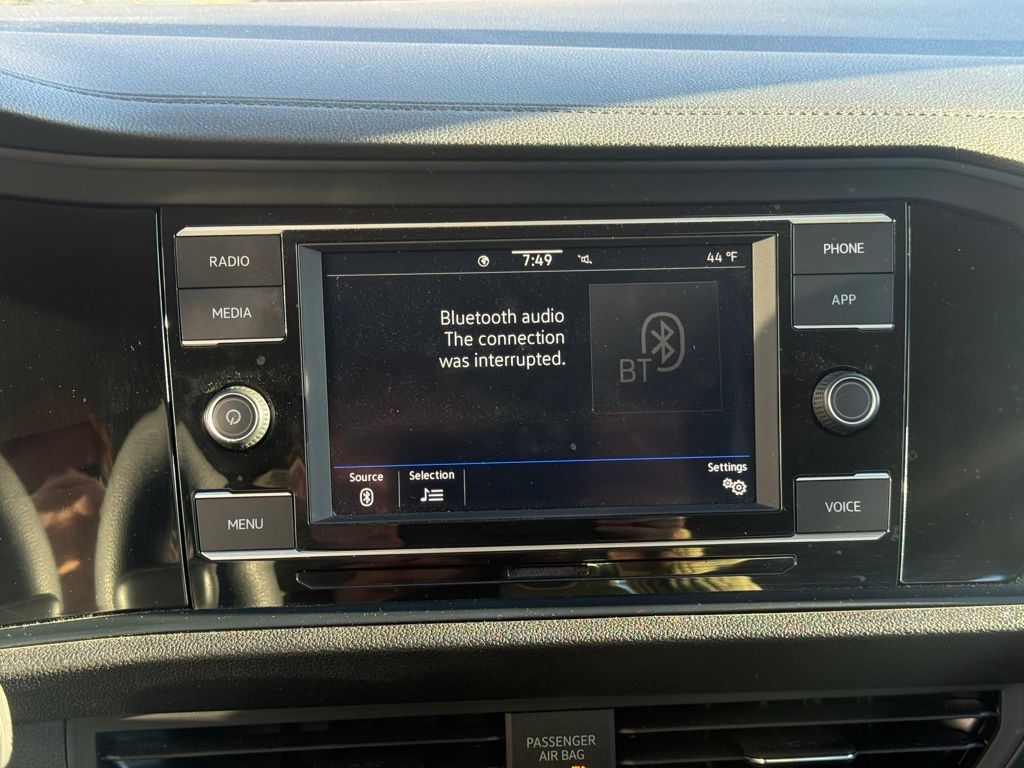 7:49
44 °F
RADIO
MEDIA
PHONE
APP
Bluetooth audio
The connection
was interrupted.
BT
Source
Selection
Settings
MENU
VOICE
PASSENGER
AIR BAG